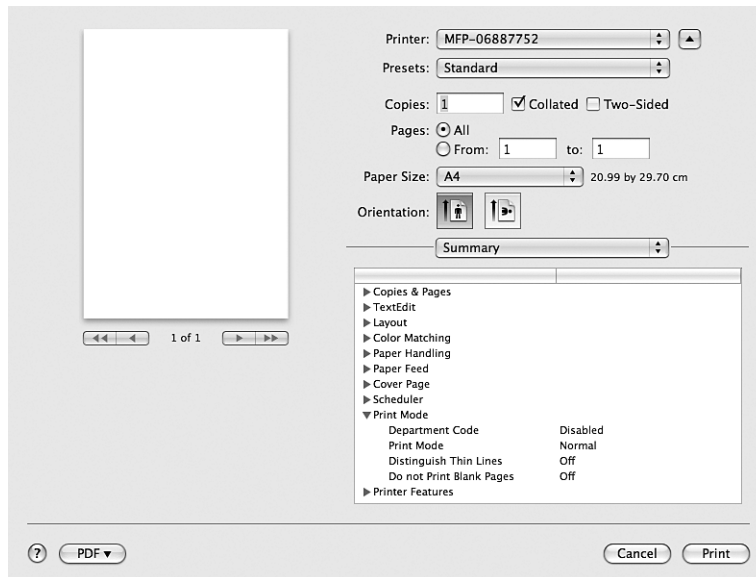 Printer: MFP-06887752
Presets: Standard
Copies: 1 Collated Two-Sided
Pages: All
From: 1 to: 1
Paper Size: A4 20.99 by 29.70 cm
Orientation:
Summary
Copies & Pages
TextEdit
Layout
Color Matching
Paper Handling
Paper Feed
Cover Page
Scheduler
Print Mode
Department Code Disabled
Print Mode Normal
Distinguish Thin Lines Off
Do not Print Blank Pages Off
Printer Features
1 of 1
? PDF Cancel Print